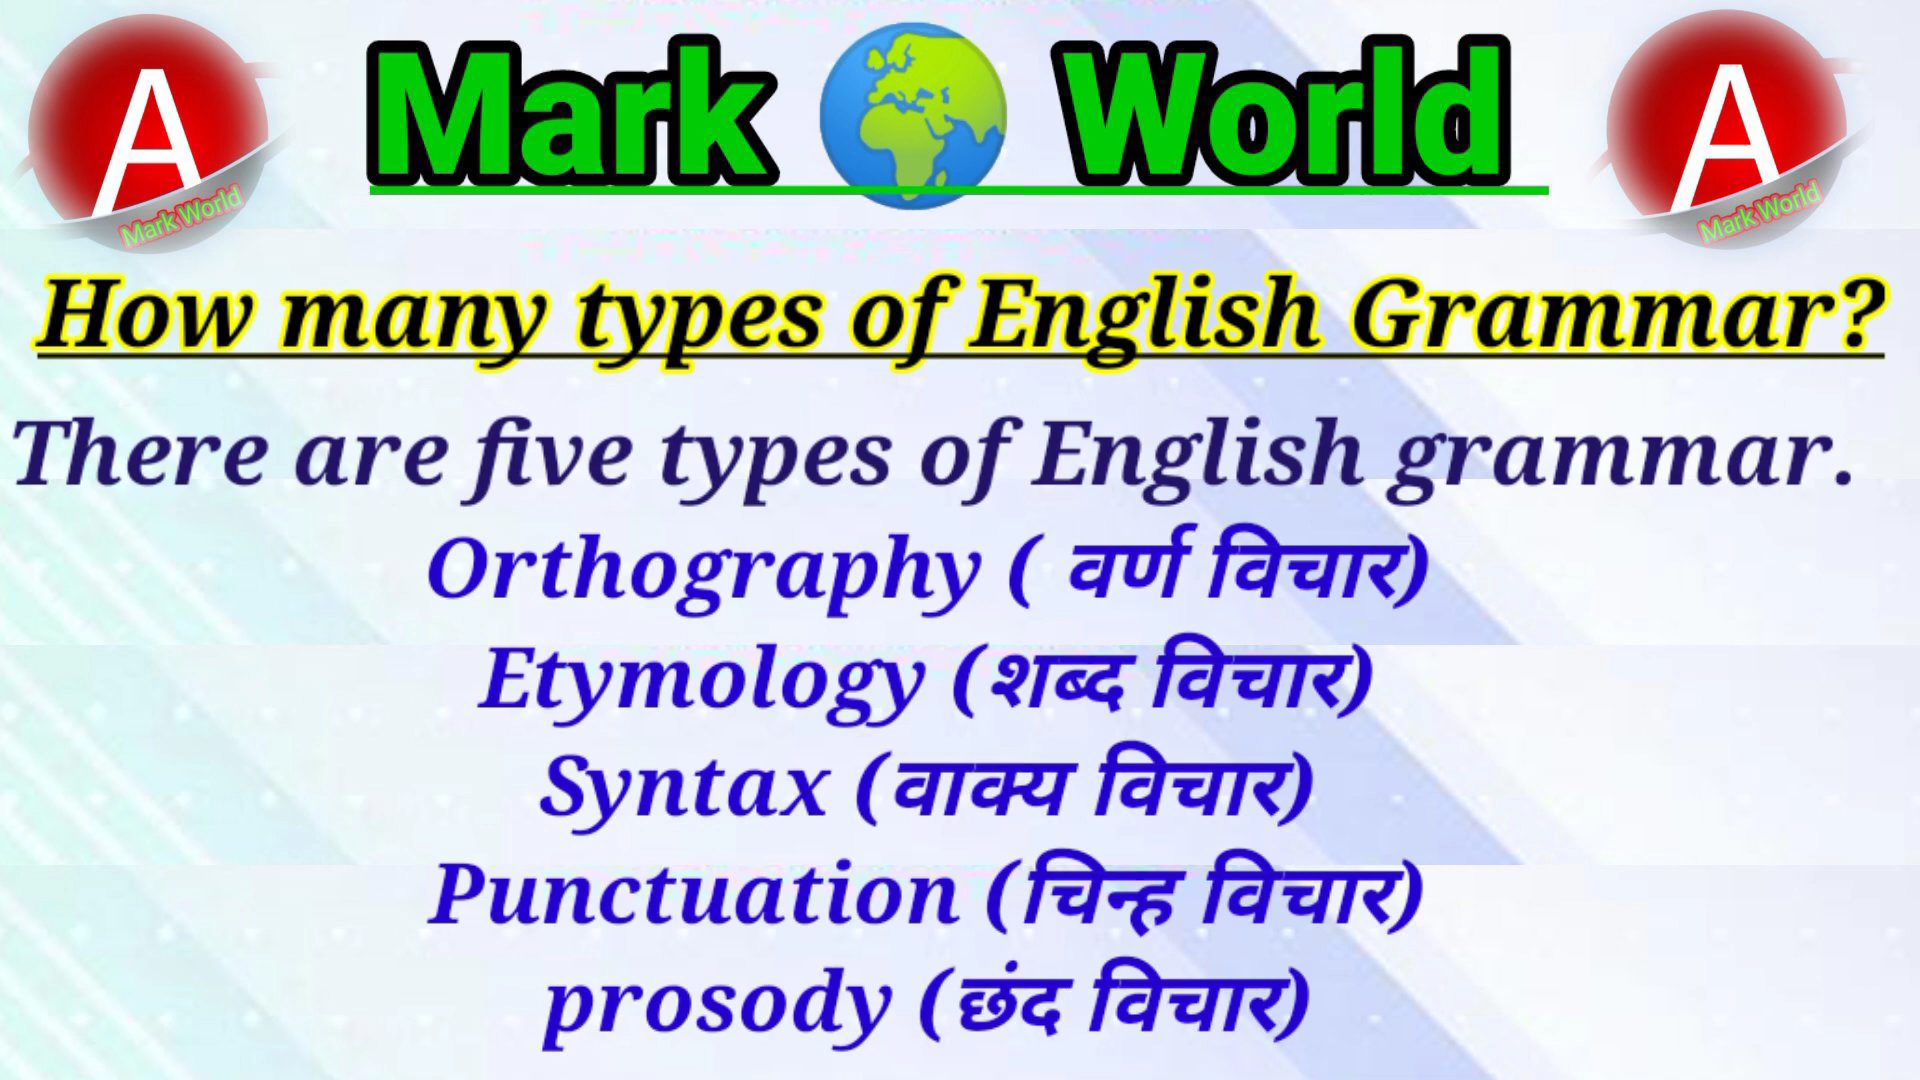 A
Mark World
Mark World
A
Mark World
How many types of English Grammar?
There are five types of English grammar.
Orthography ( वर्ण विचार)
Etymology (शब्द विचार)
Syntax (वाक्य विचार)
Punctuation (चिन्ह विचार)
prosody (छंद विचार)